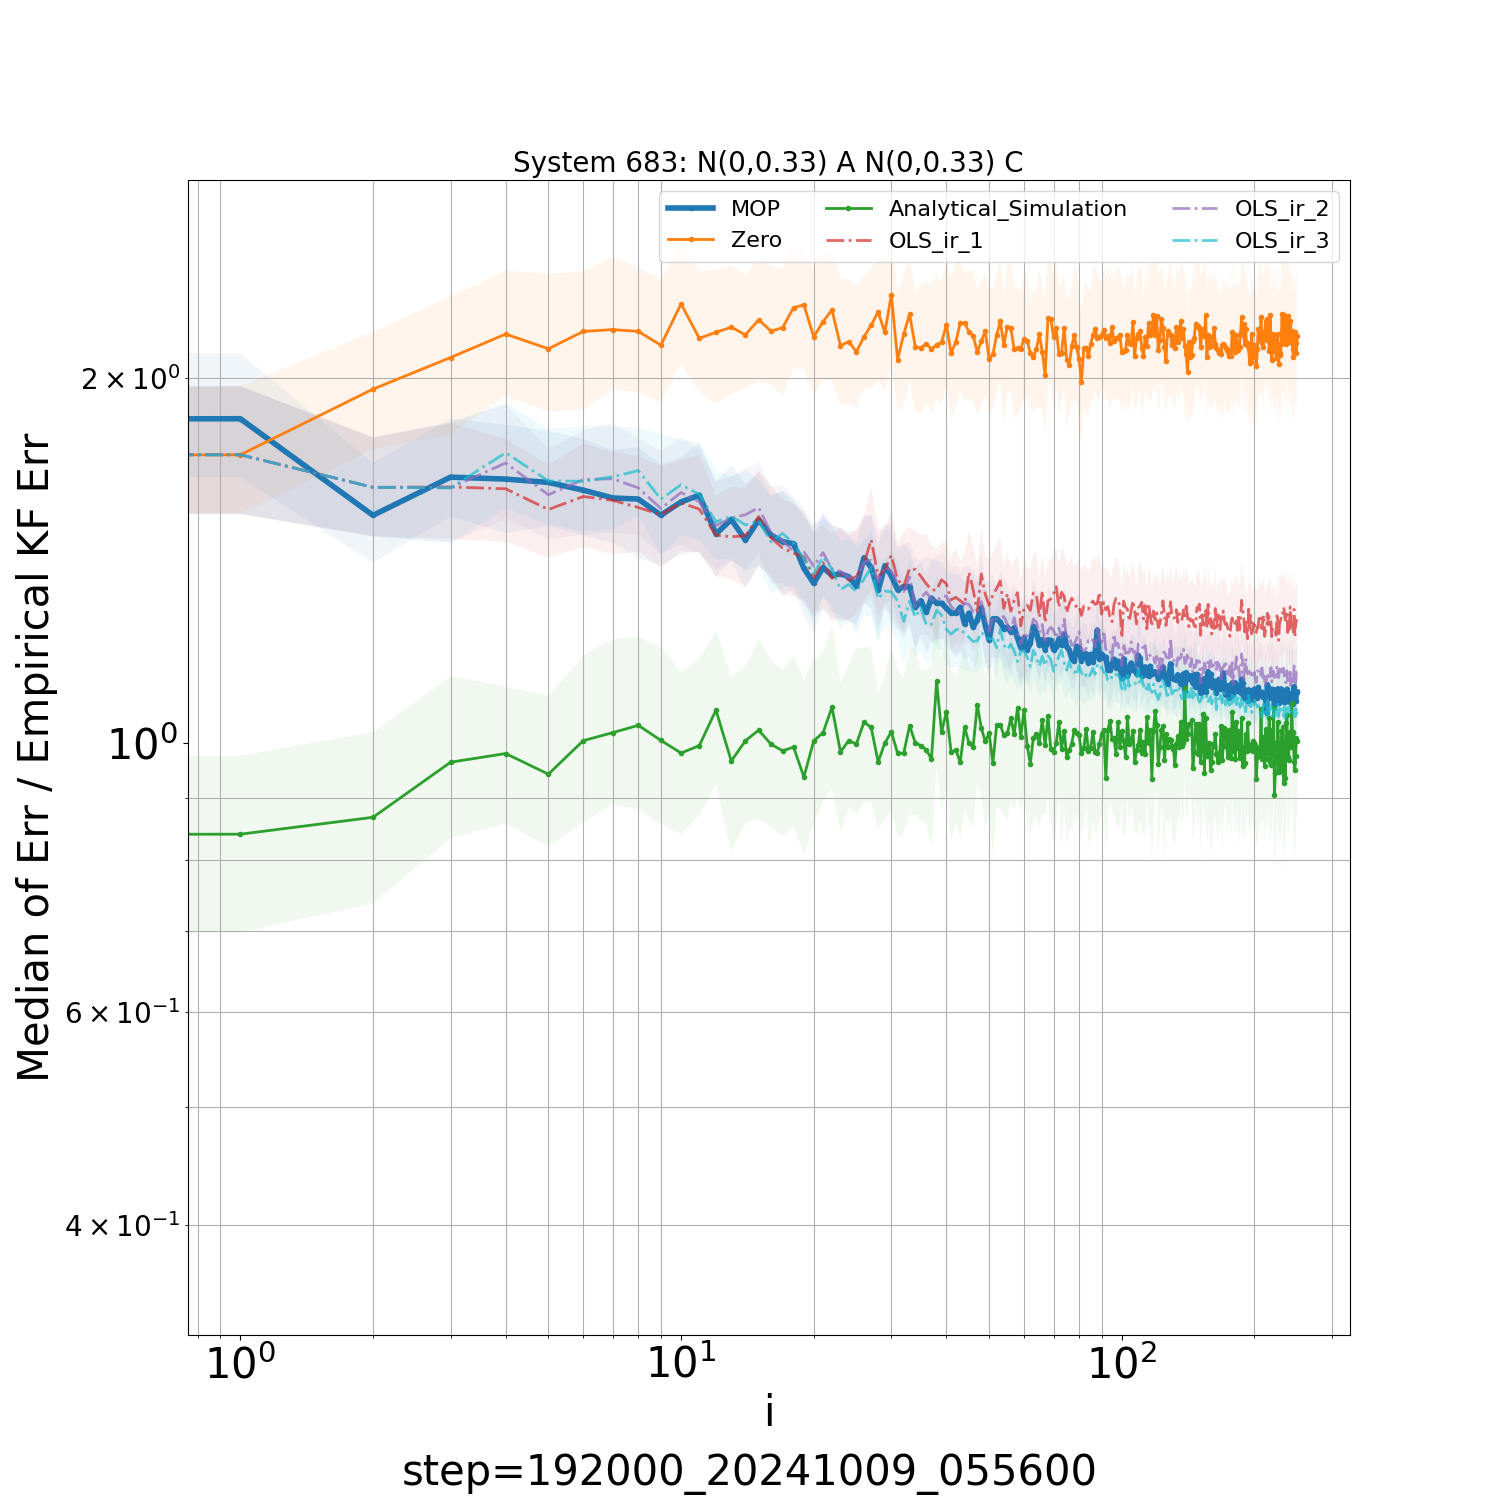 System 683: N(0,0.33) A N(0,0.33) C
MOP
Zero
Analytical_Simulation
OLS_ir_1
OLS_ir_2
OLS_ir_3
Median of Err / Empirical KF Err
2 × 10⁰
10⁰
6 × 10⁻¹
4 × 10⁻¹
10⁰ 10¹ 10²
i
step=192000_20241009_055600